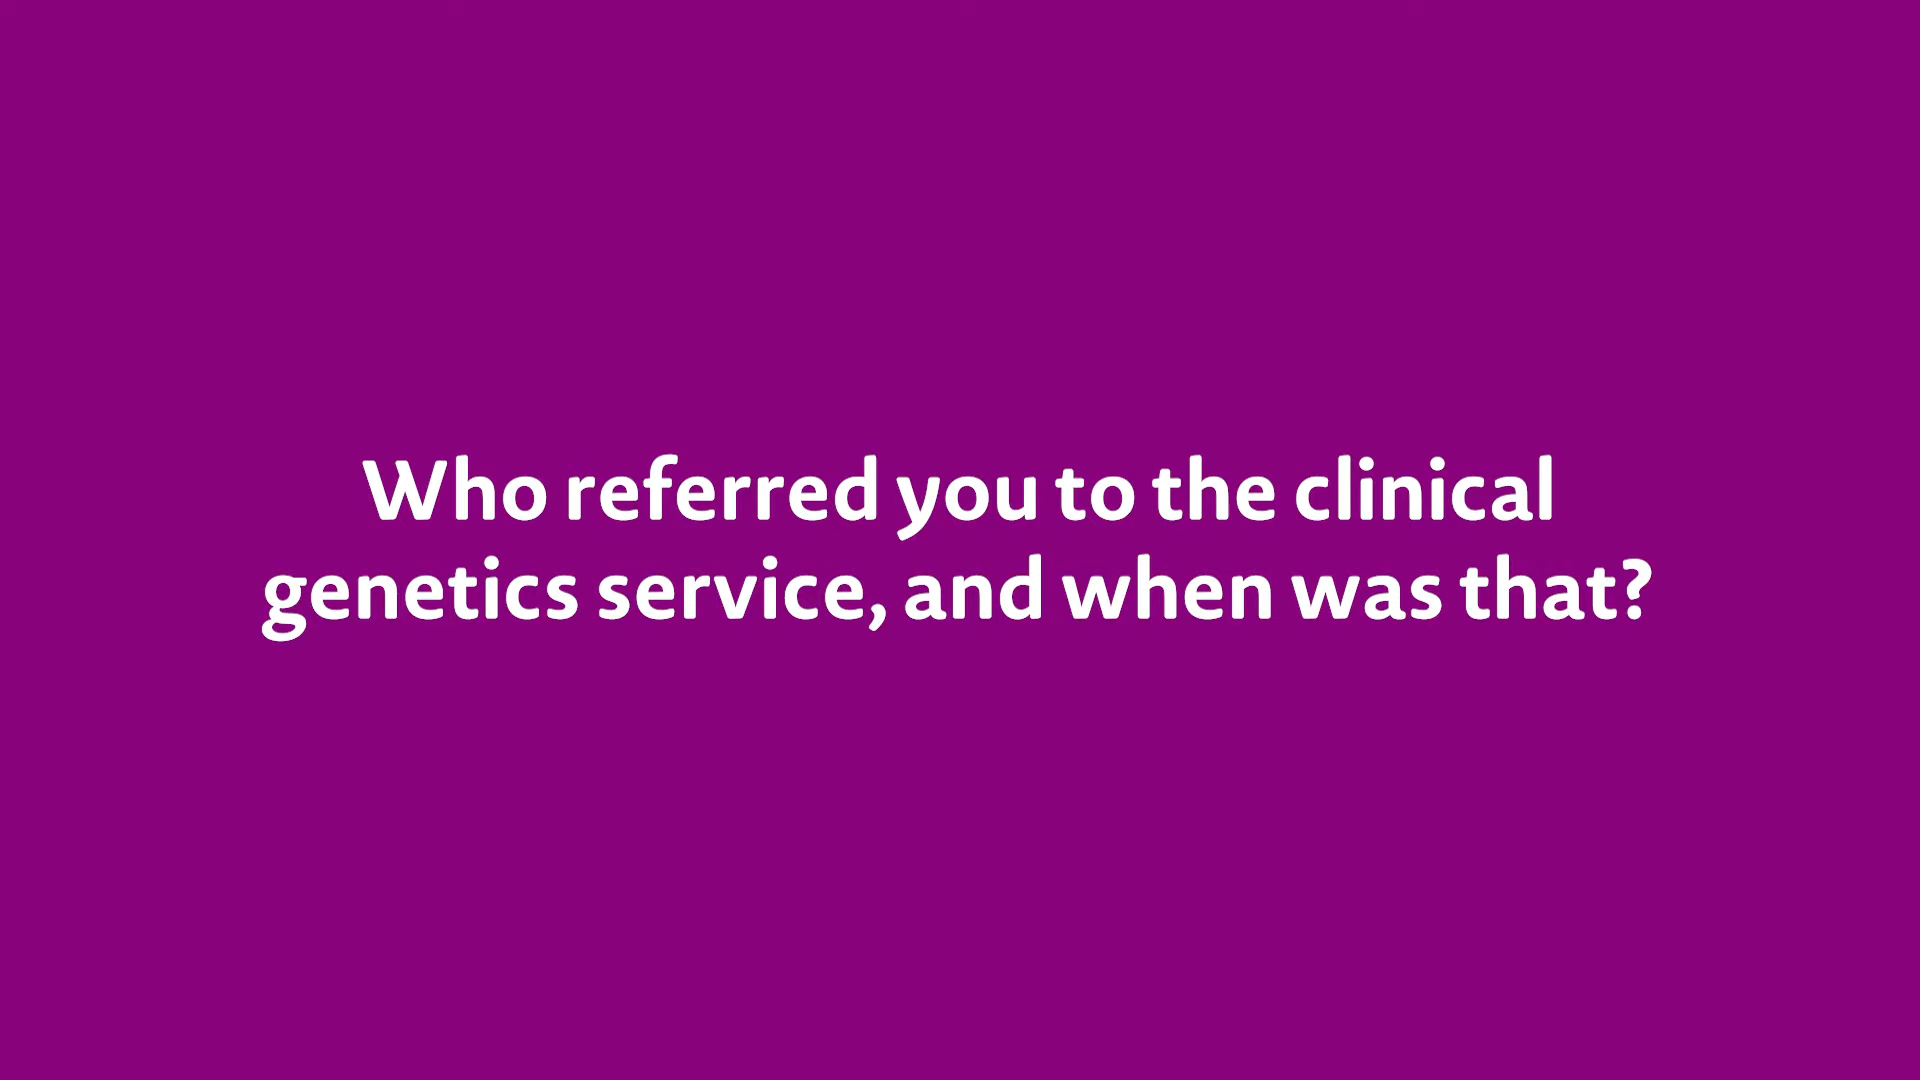 Who referred you to the clinical
genetics service, and when was that?